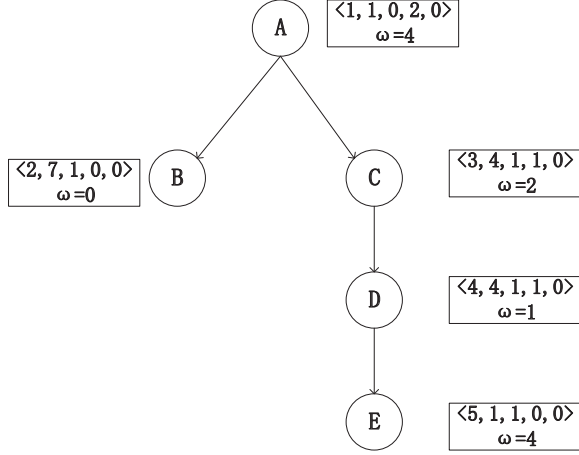 A
<1, 1, 0, 2, 0>
ω=4
<2, 7, 1, 0, 0>
ω=0
B
C
<3, 4, 1, 1, 0>
ω=2
D
<4, 4, 1, 1, 0>
ω=1
E
<5, 1, 1, 0, 0>
ω=4